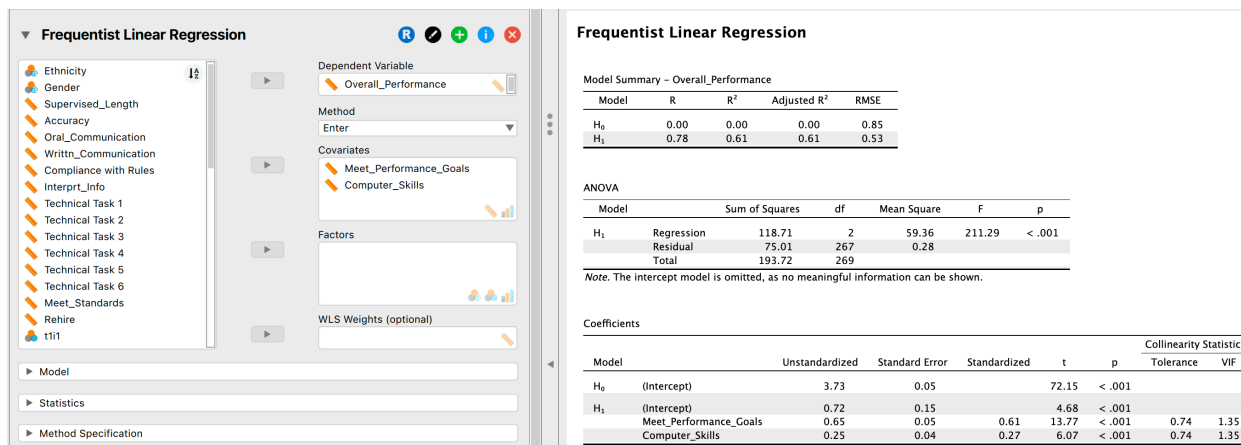 Frequentist Linear Regression
R
i
Ethnicity
Gender
Supervised_Length
Accuracy
Oral_Communication
Writtn_Communication
Compliance with Rules
Interprt_Info
Technical Task 1
Technical Task 2
Technical Task 3
Technical Task 4
Technical Task 5
Technical Task 6
Meet_Standards
Rehire
t1i1
Dependent Variable
Overall_Performance
Method
Enter
Covariates
Meet_Performance_Goals
Computer_Skills
Factors
WLS Weights (optional)
Model
Statistics
Method Specification
Frequentist Linear Regression
Model Summary – Overall_Performance
Model R R² Adjusted R² RMSE
H₀ 0.00 0.00 0.00 0.85
H₁ 0.78 0.61 0.61 0.53
ANOVA
Model Sum of Squares df Mean Square F p
H₁ Regression 118.71 2 59.36 211.29 < .001
Residual 75.01 267 0.28
Total 193.72 269
Note. The intercept model is omitted, as no meaningful information can be shown.
Coefficients
Collinearity Statistic
Model Unstandardized Standard Error Standardized t p Tolerance VIF
H₀ (Intercept) 3.73 0.05 72.15 < .001
H₁ (Intercept) 0.72 0.15 4.68 < .001
Meet_Performance_Goals 0.65 0.05 0.61 13.77 < .001 0.74 1.35
Computer_Skills 0.25 0.04 0.27 6.07 < .001 0.74 1.35